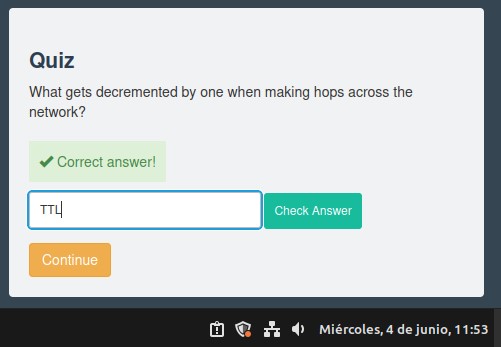 Quiz
What gets decremented by one when making hops across the
network?
Correct answer!
TTL
Check Answer
Continue
Miércoles, 4 de junio, 11:53